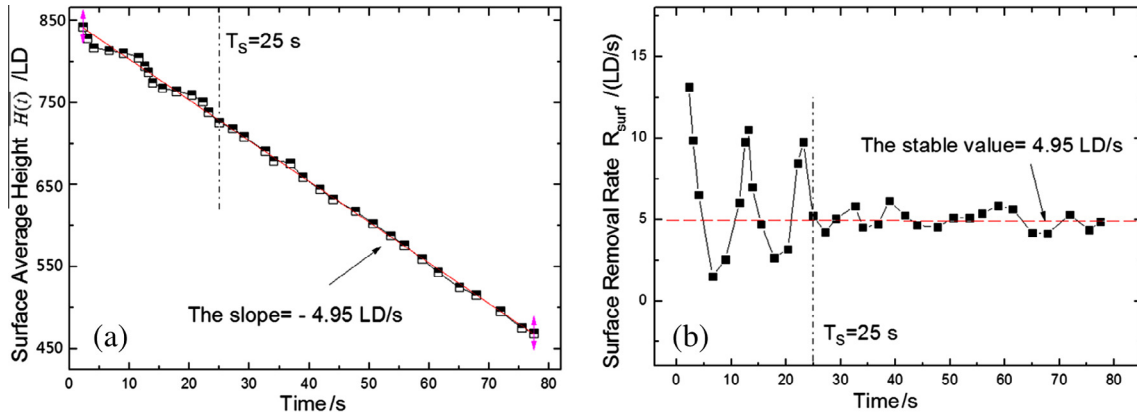 Surface Average Height H(t) /LD
850
750
650
550
450
T_S=25 s
The slope= - 4.95 LD/s
(a)
0 10 20 30 40 50 60 70 80
Time/s
Surface Removal Rate R_surf /(LD/s)
15
10
5
0
The stable value= 4.95 LD/s
T_S=25 s
(b)
0 10 20 30 40 50 60 70 80
Time/s